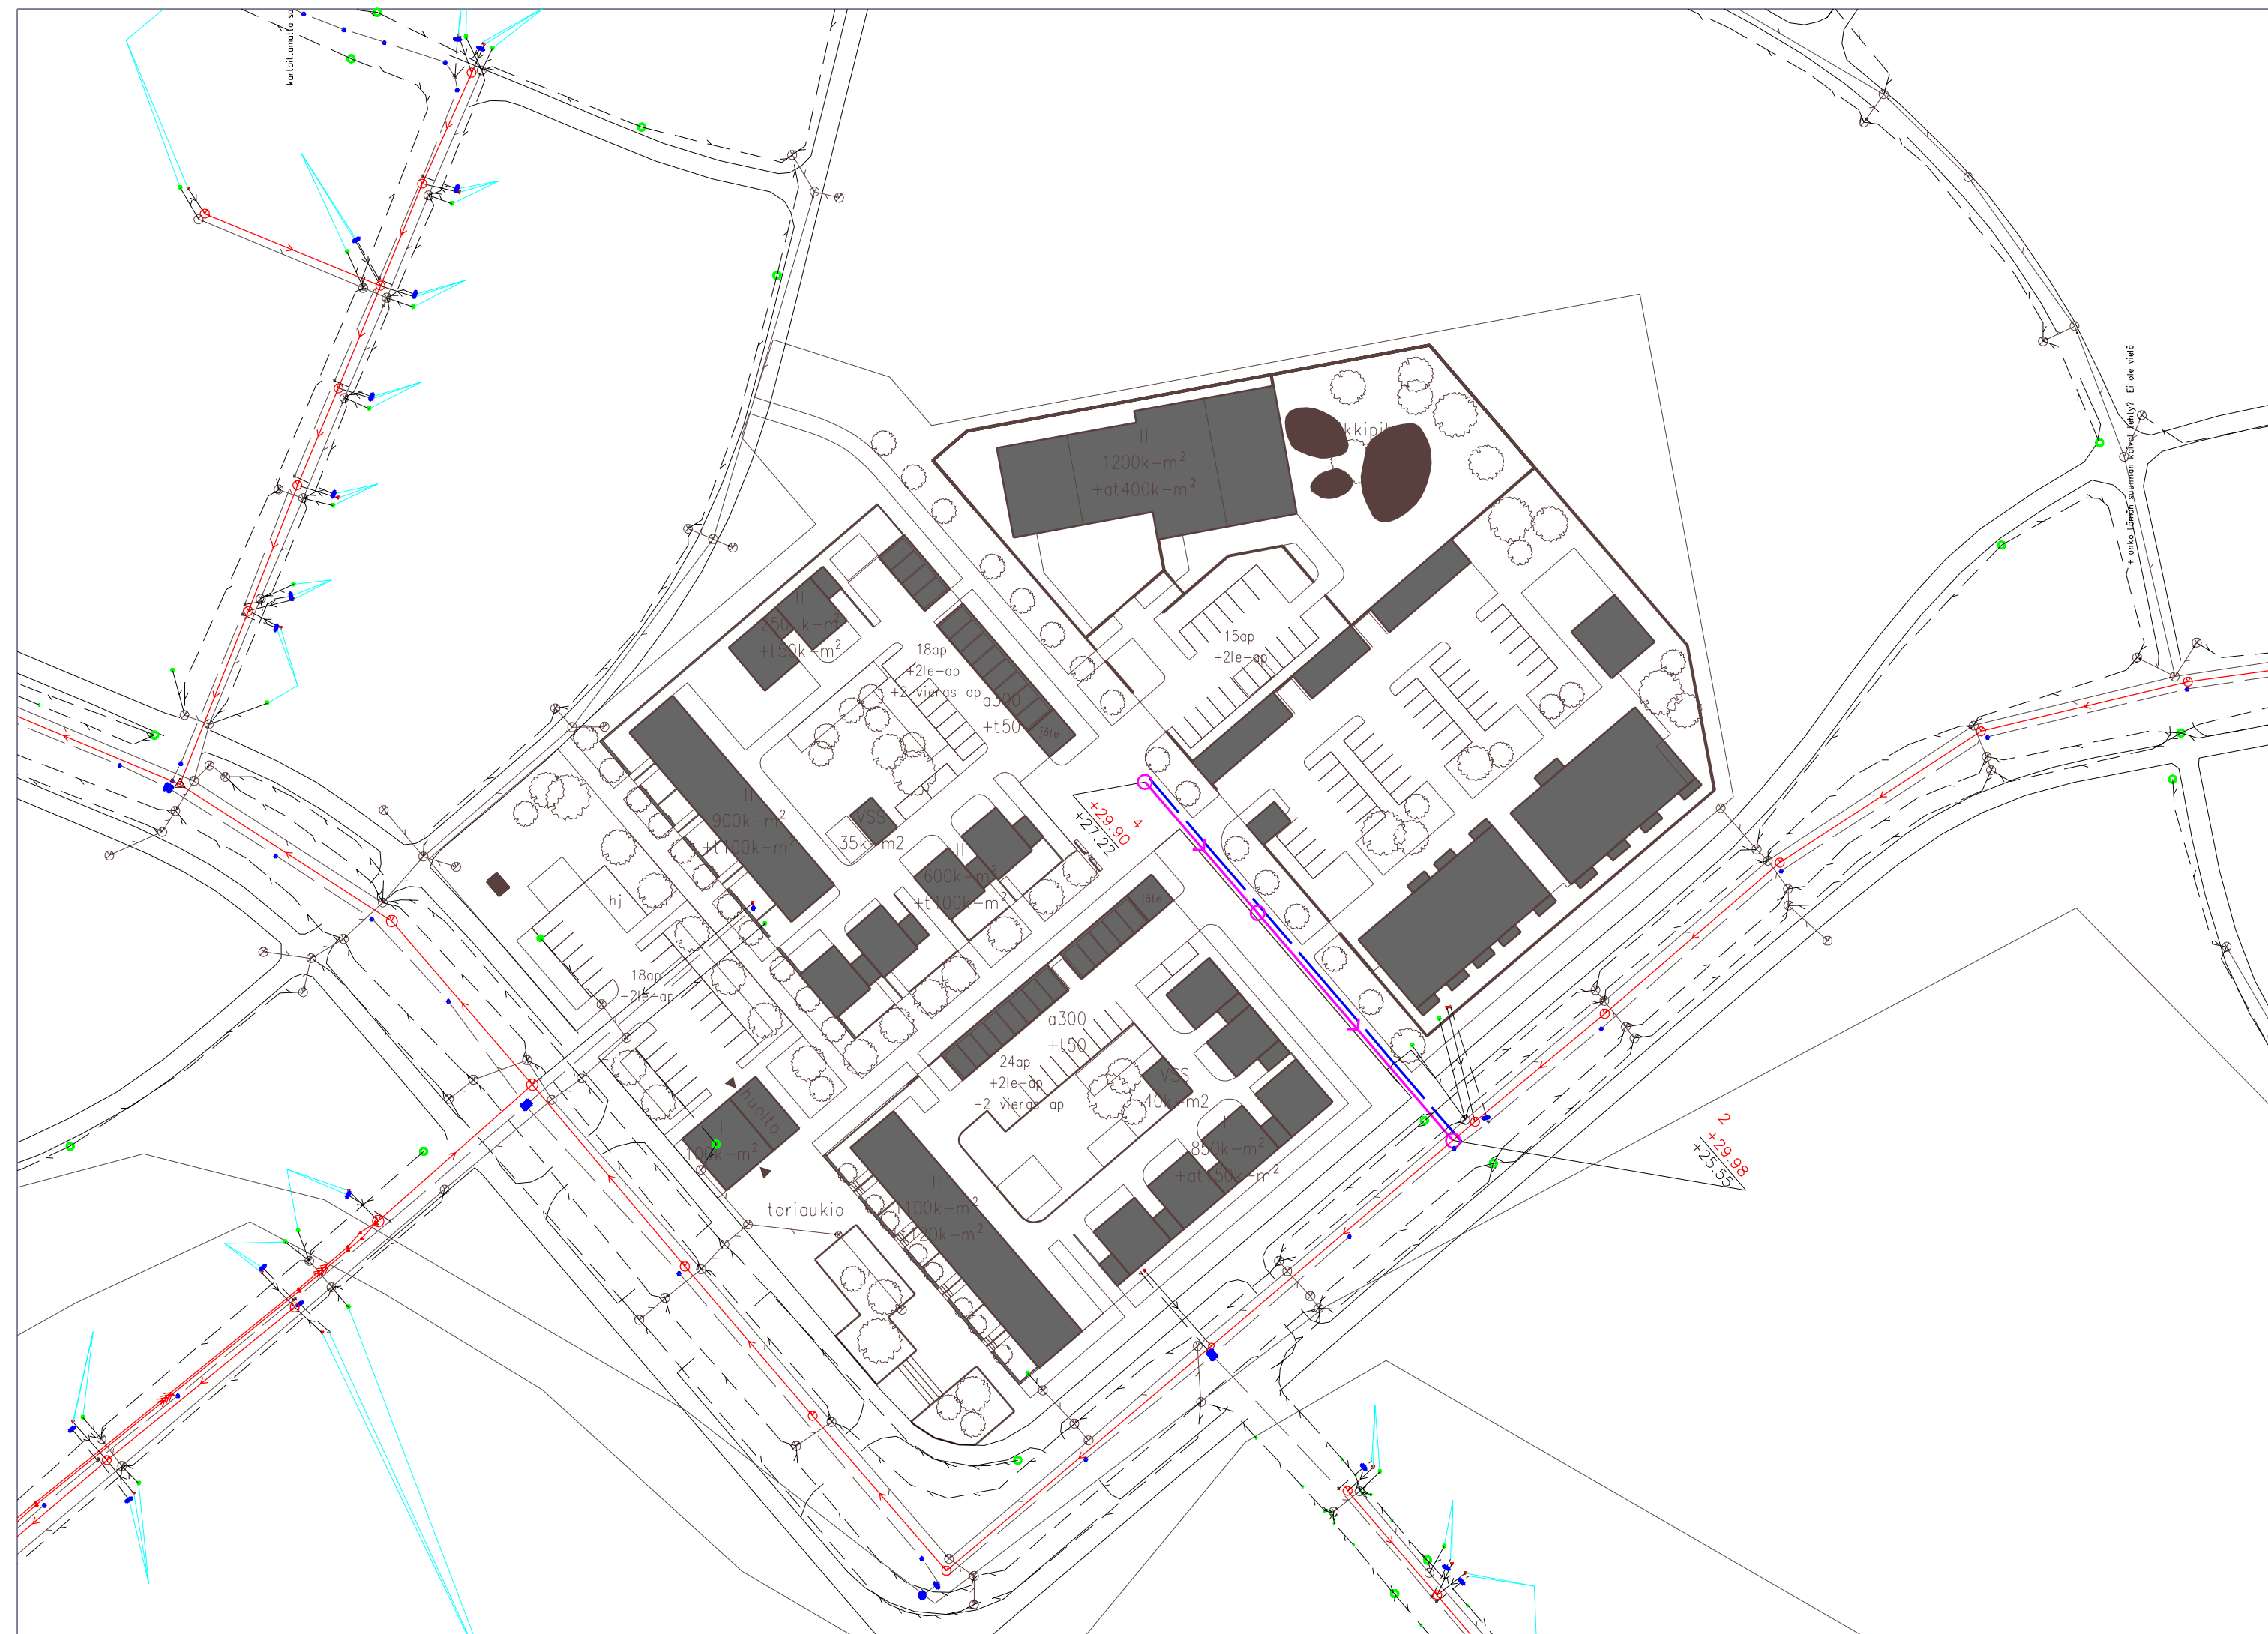 kartoittamatta so
+ onko tämän suunnan kaivot tehty? Ei ole vielä
II
1200k-m²
+at400k-m²
II
+t50k-m²
18ap
+2le-ap
+2 vieras ap
a300
+t50
jäte
15ap
+2le-ap
II
900k-m²
+t100k-m²
VSS
35k-m2
II
600k-m²
+t100k-m²
4
+29.90
+27.22
hj
18ap
+2le-ap
jäte
a300
+t50
24ap
+2le-ap
+2 vieras ap
VSS
40k-m2
II
850k-m²
+at150k-m²
2
+29.98
+25.55
huolto
I
100k-m²
toriaukio
II
1100k-m²
+t120k-m²